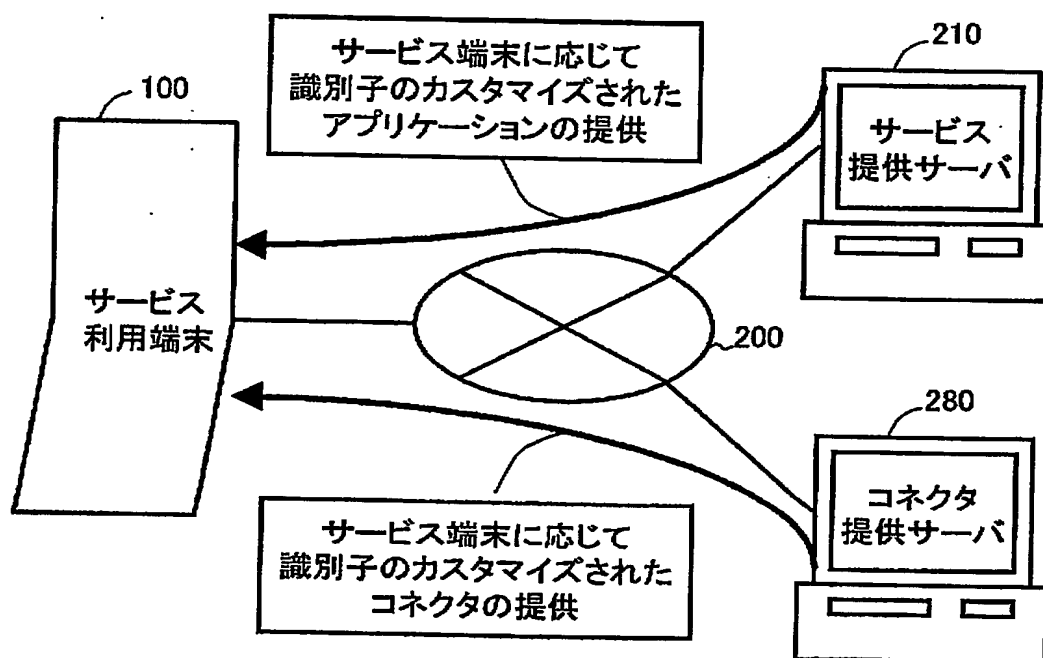 サービス端末に応じて
識別子のカスタマイズされた
アプリケーションの提供
210
100
サービス
提供サーバ
サービス
利用端末
200
280
コネクタ
提供サーバ
サービス端末に応じて
識別子のカスタマイズされた
コネクタの提供